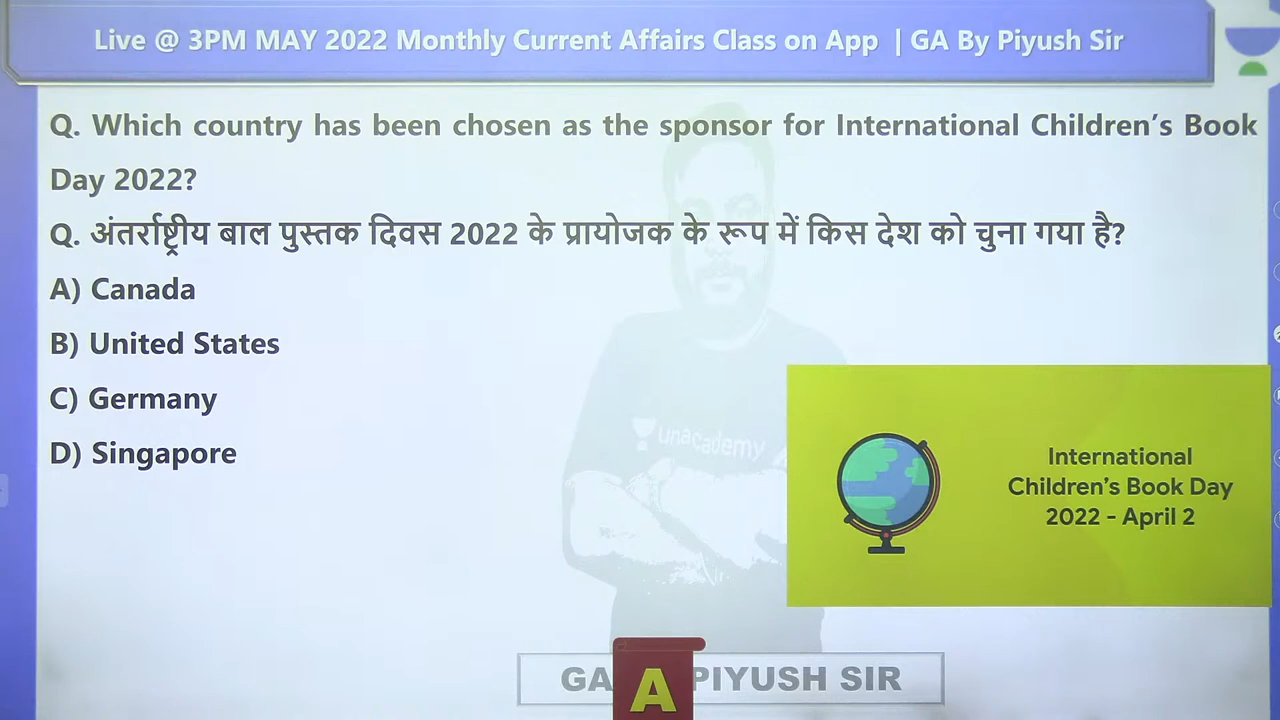 Live @ 3PM MAY 2022 Monthly Current Affairs Class on App | GA By Piyush Sir
Q. Which country has been chosen as the sponsor for International Children's Book
Day 2022?
Q. अंतर्राष्ट्रीय बाल पुस्तक दिवस 2022 के प्रायोजक के रूप में किस देश को चुना गया है?
A) Canada
B) United States
C) Germany
D) Singapore
unacademy
International
Children's Book Day
2022 - April 2
GA PIYUSH SIR
A